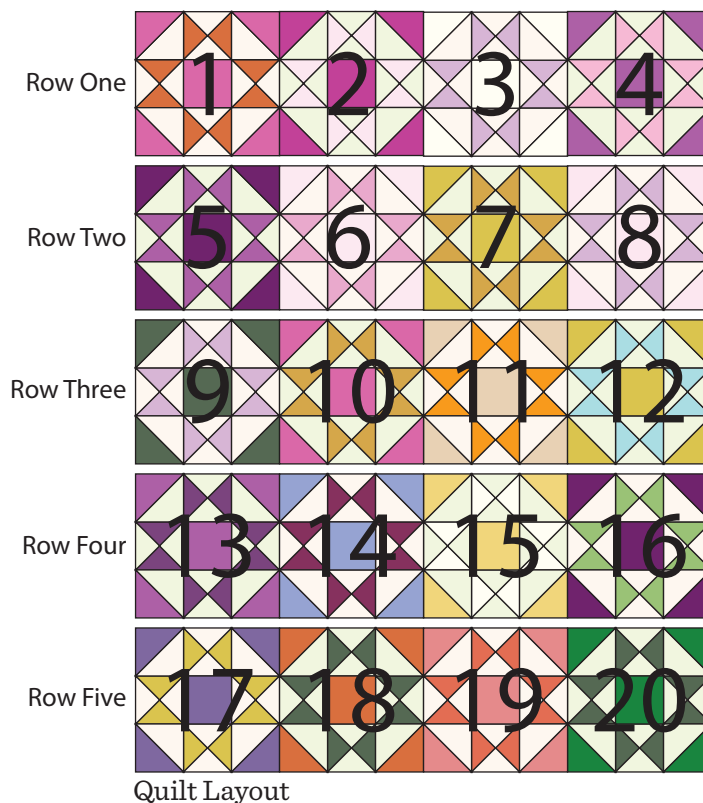 Row One 1 2 3 4
Row Two 5 6 7 8
Row Three 9 10 11 12
Row Four 13 14 15 16
Row Five 17 18 19 20
Quilt Layout